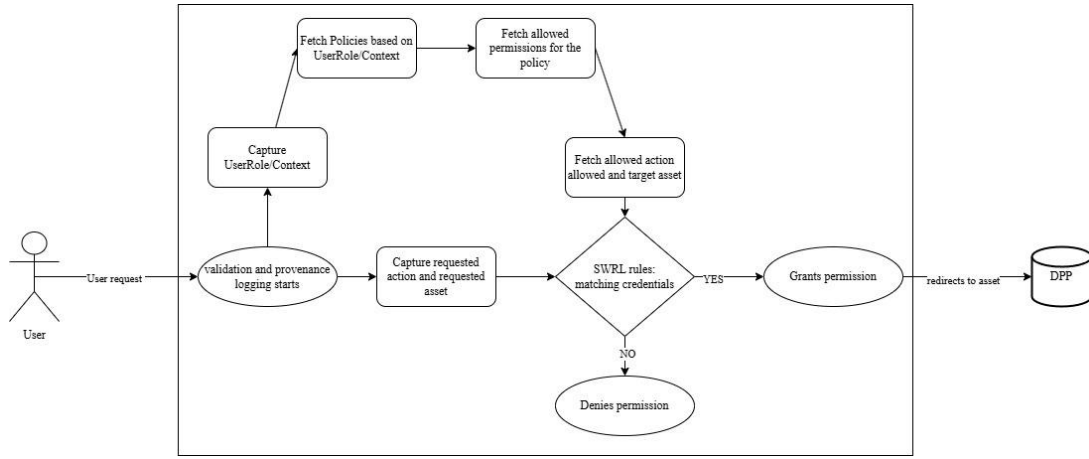 Fetch Policies based on
UserRole/Context
Fetch allowed
permissions for the
policy
Capture
UserRole/Context
Fetch allowed action
allowed and target asset
User request
validation and provenance
logging starts
Capture requested
action and requested
asset
SWRL rules:
matching credentials
YES
Grants permission
redirects to asset
DPP
User
NO
Denies permission